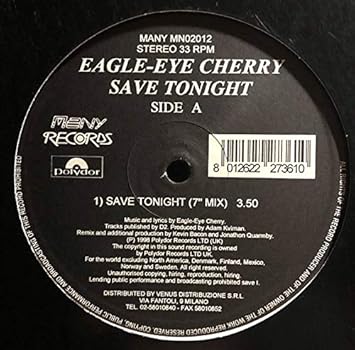 MANY MN02012
STEREO 33 RPM
EAGLE-EYE CHERRY
SAVE TONIGHT
SIDE A
MANY
RECORDS
Polydor
8 012622 273610
1) SAVE TONIGHT (7" MIX) 3.50
Music and lyrics by Eagle-Eye Cherry.
Tracks published by D2. Produced by Adam Kviman.
Remix and additional production by Kevin Bacon and Jonathon Quarmby.
(P) 1998 Polydor Records LTD (UK)
The copyright in this sound recording is owned
by Polydor Records LTD UK.
For the world excluding North America, Denmark, Finland, Mexico,
Norway and Sweden. All right reserved.
Unauthorised copying, hiring, reproduction, hiring.
Lending public performance and broadcasting prohibited save 1.
DISTRIBUITED BY VENUS DISTRIBUZIONE S.R.L
VIA FANTOLI, 9 MILANO
TEL. 02-56010840 - FAX 58010652